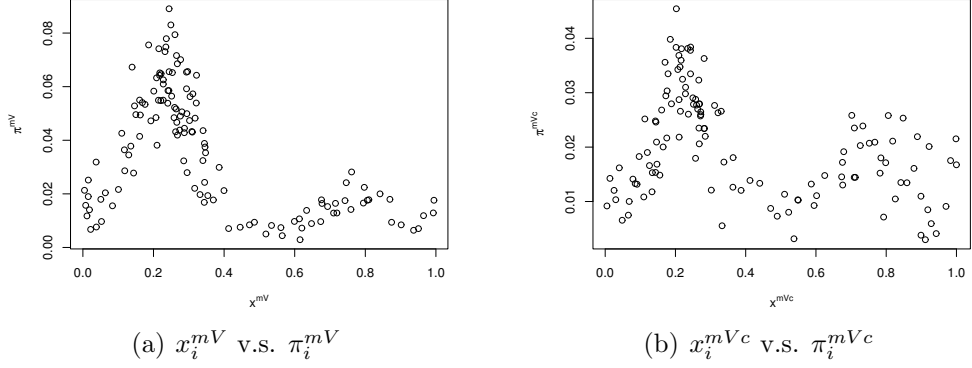 π^mV
0.00 0.02 0.04 0.06 0.08
0.0 0.2 0.4 0.6 0.8 1.0
x^mV
(a) x_i^{mV} v.s. π_i^{mV}
π^mVc
0.01 0.02 0.03 0.04
0.0 0.2 0.4 0.6 0.8 1.0
x^mVc
(b) x_i^{mVc} v.s. π_i^{mVc}